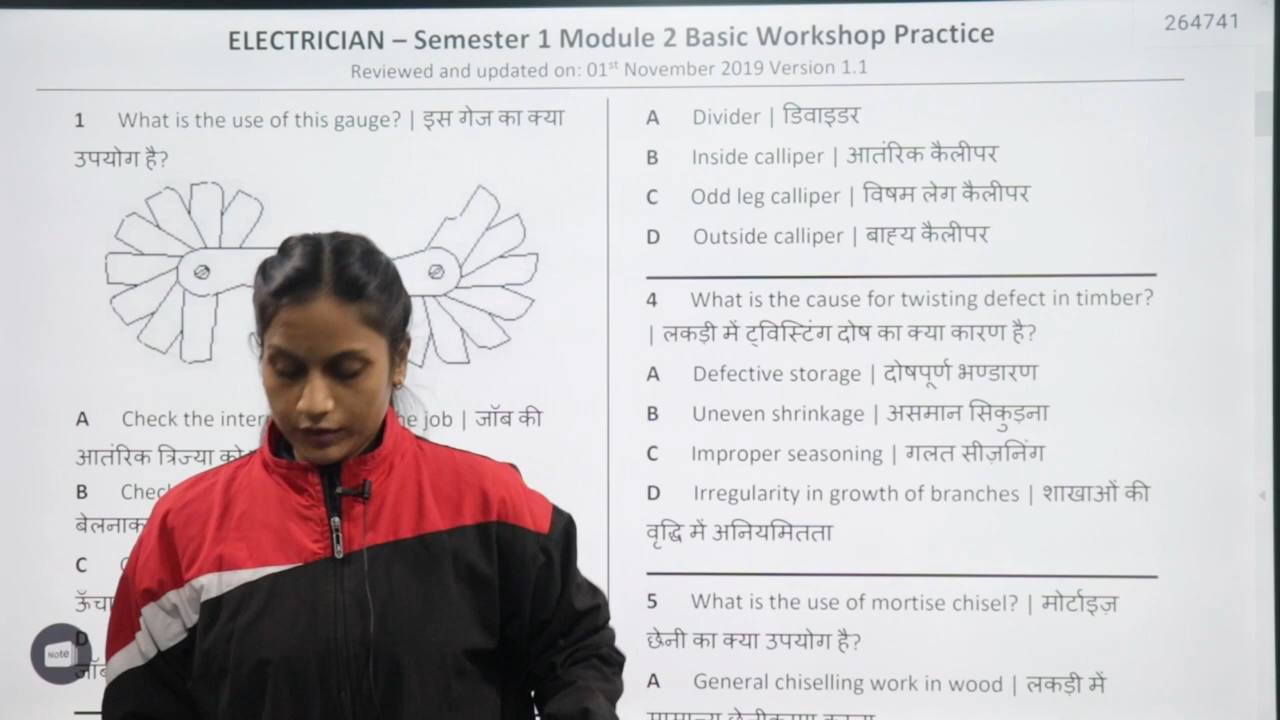 264741
ELECTRICIAN – Semester 1 Module 2 Basic Workshop Practice
Reviewed and updated on: 01st November 2019 Version 1.1
1 What is the use of this gauge? | इस गेज का क्या
उपयोग है?
A Check the inter he job | जॉब की
आतंरिक त्रिज्या को
B Chec
बेलनाक
C
ऊँचा
D
जॉब
Note
A Divider | डिवाइडर
B Inside calliper | आतंरिक कैलीपर
C Odd leg calliper | विषम लेग कैलीपर
D Outside calliper | बाह्य कैलीपर
4 What is the cause for twisting defect in timber?
| लकड़ी में ट्विस्टिंग दोष का क्या कारण है?
A Defective storage | दोषपूर्ण भण्डारण
B Uneven shrinkage | असमान सिकुड़ना
C Improper seasoning | गलत सीज़निंग
D Irregularity in growth of branches | शाखाओं की
वृद्धि में अनियमितता
5 What is the use of mortise chisel? | मोर्टाइज़
छेनी का क्या उपयोग है?
A General chiselling work in wood | लकड़ी में